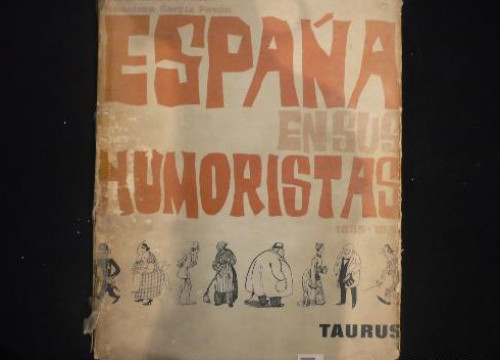 García Pavón
ESPAÑA
EN SUS
HUMORISTAS
TAURUS